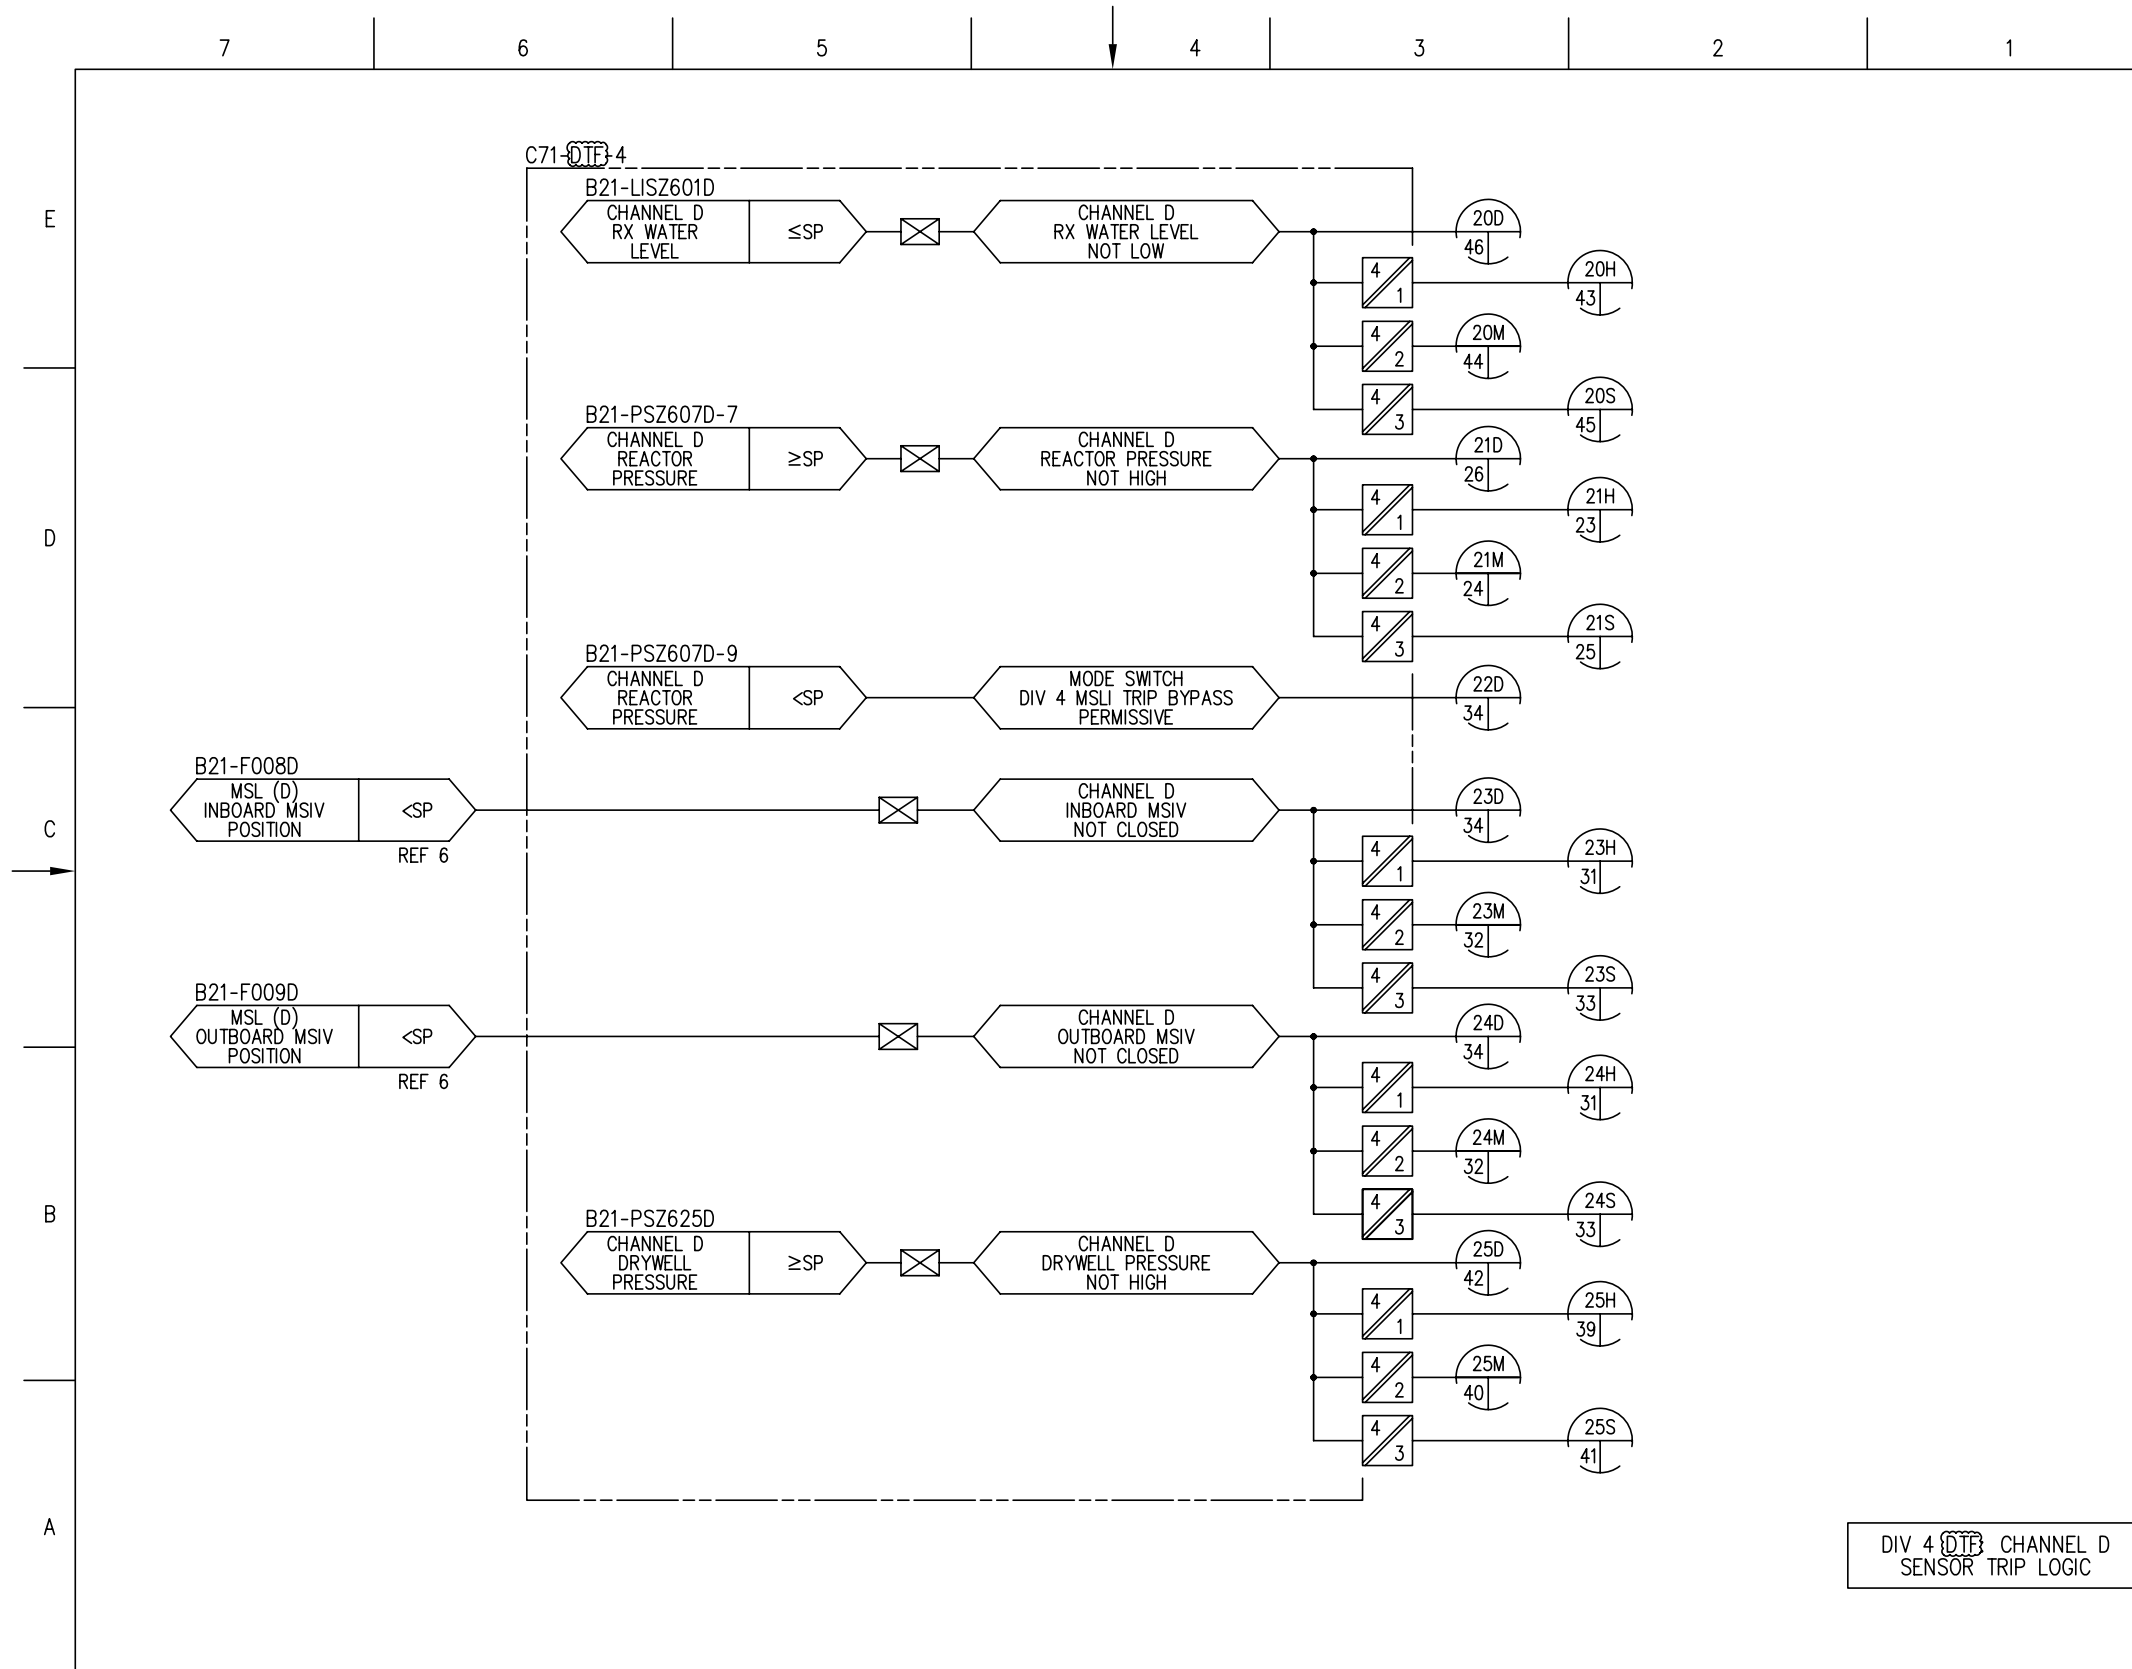 7 6 5 4 3 2 1
C71-DTF-4
B21-LISZ601D
E
CHANNEL D
RX WATER
LEVEL
≤SP
CHANNEL D
RX WATER LEVEL
NOT LOW
20D
46
4
1
20H
43
4
2
20M
44
4
3
20S
45
B21-PSZ607D-7
CHANNEL D
REACTOR
PRESSURE
≥SP
CHANNEL D
REACTOR PRESSURE
NOT HIGH
21D
26
D
4
1
21H
23
4
2
21M
24
4
3
21S
25
B21-PSZ607D-9
CHANNEL D
REACTOR
PRESSURE
<SP
MODE SWITCH
DIV 4 MSLI TRIP BYPASS
PERMISSIVE
22D
34
B21-F008D
MSL (D)
INBOARD MSIV
POSITION
<SP
REF 6
CHANNEL D
INBOARD MSIV
NOT CLOSED
23D
34
C
4
1
23H
31
4
2
23M
32
4
3
23S
33
B21-F009D
MSL (D)
OUTBOARD MSIV
POSITION
<SP
REF 6
CHANNEL D
OUTBOARD MSIV
NOT CLOSED
24D
34
4
1
24H
31
4
2
24M
32
B
4
3
24S
33
B21-PSZ625D
CHANNEL D
DRYWELL
PRESSURE
≥SP
CHANNEL D
DRYWELL PRESSURE
NOT HIGH
25D
42
4
1
25H
39
4
2
25M
40
4
3
25S
41
A
DIV 4 DTF CHANNEL D
SENSOR TRIP LOGIC